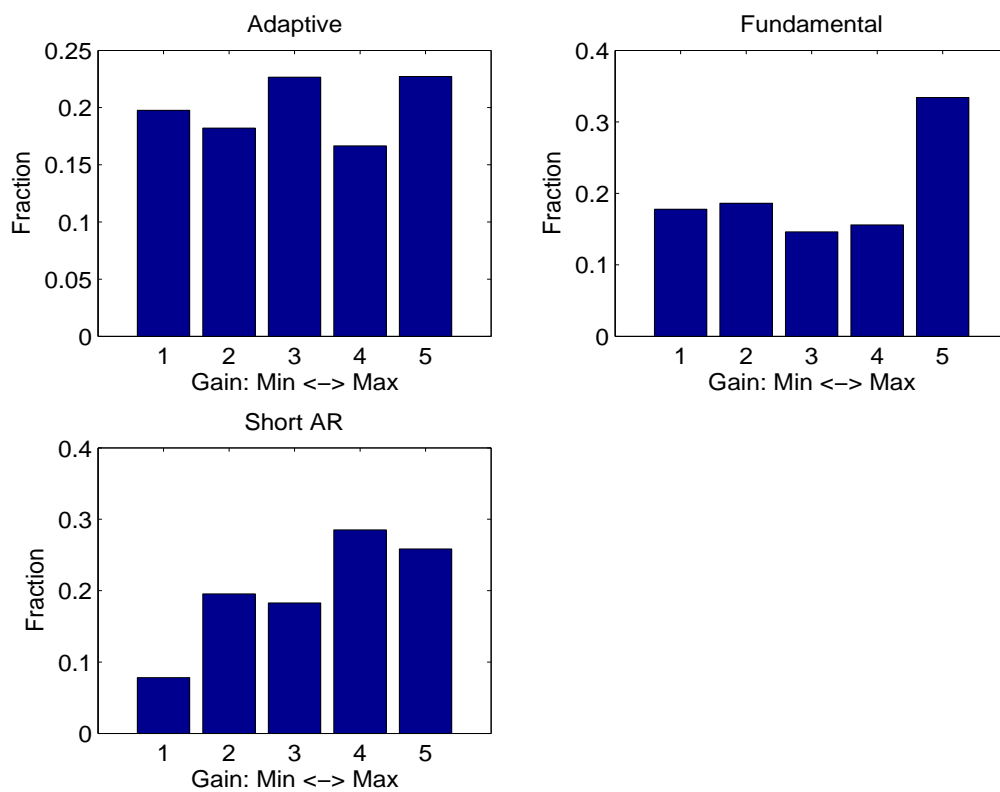 Adaptive
0.25
0.2
0.15
0.1
0.05
0
Fraction
1 2 3 4 5
Gain: Min <-> Max
Fundamental
0.4
0.3
0.2
0.1
0
Fraction
1 2 3 4 5
Gain: Min <-> Max
Short AR
0.4
0.3
0.2
0.1
0
Fraction
1 2 3 4 5
Gain: Min <-> Max